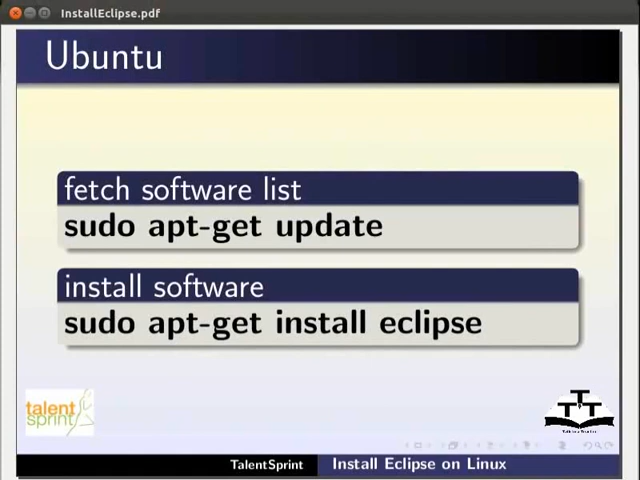 InstallEclipse.pdf
Ubuntu
fetch software list
sudo apt-get update
install software
sudo apt-get install eclipse
talent
sprint
TTT
TalentSprint
Install Eclipse on Linux